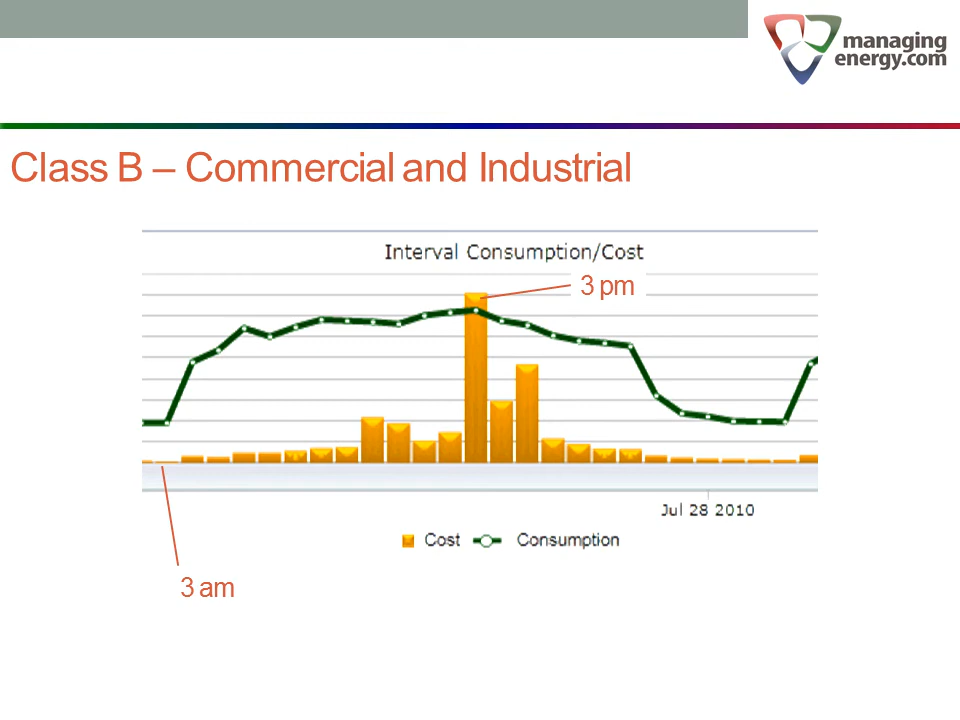 managing
energy.com
Class B – Commercial and Industrial
Interval Consumption/Cost
3 pm
Jul 28 2010
Cost
Consumption
3 am